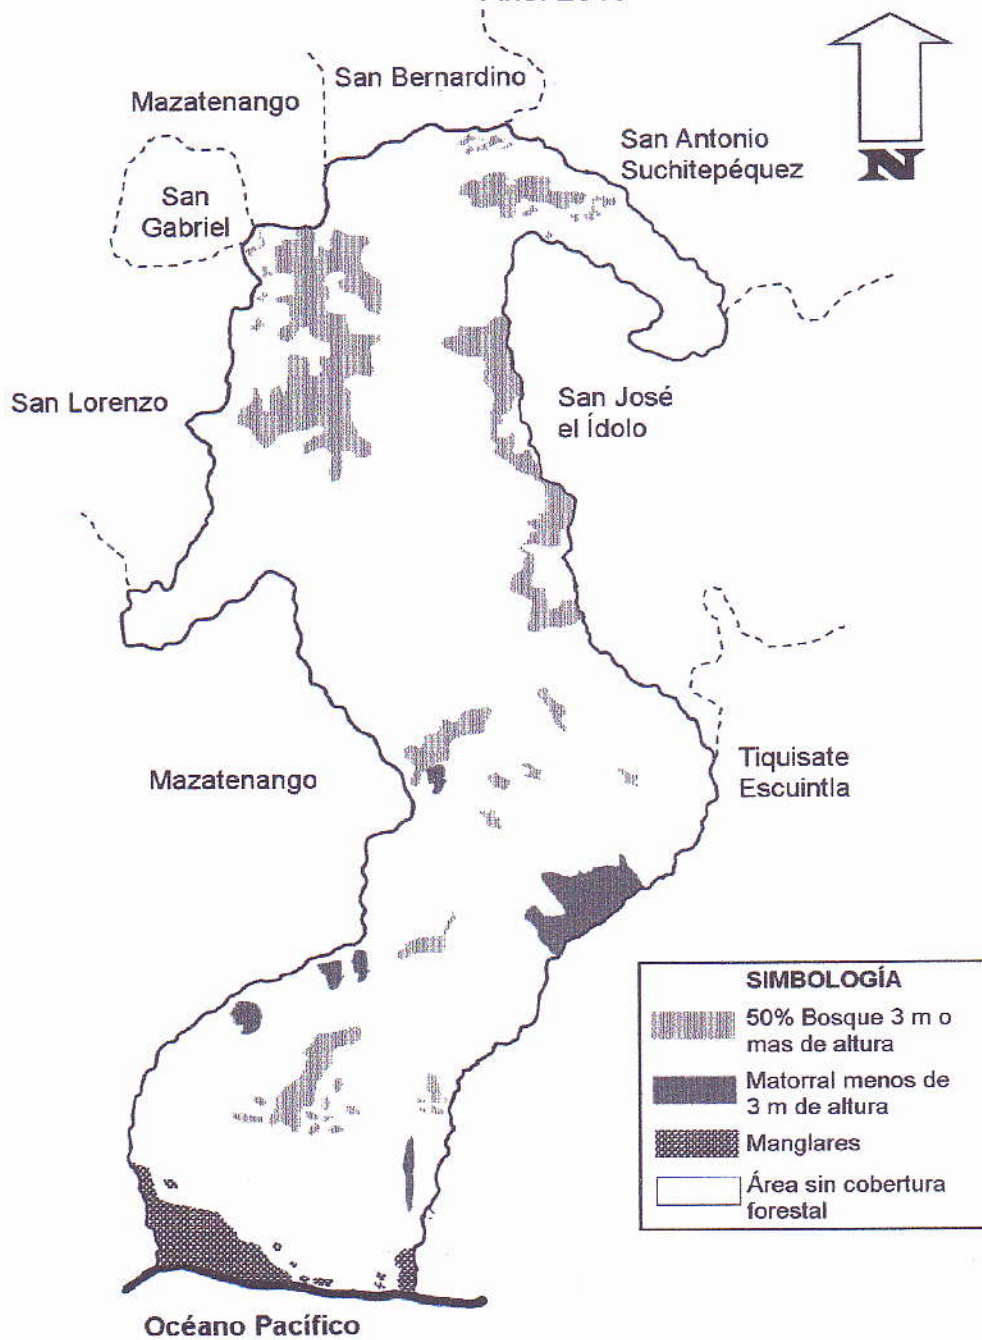 San Bernardino
Mazatenango
San Antonio
Suchitepéquez
N
San
Gabriel
San Lorenzo
San José
el Ídolo
Mazatenango
Tiquisate
Escuintla
SIMBOLOGÍA
50% Bosque 3 m o
mas de altura
Matorral menos de
3 m de altura
Manglares
Área sin cobertura
forestal
Océano Pacífico